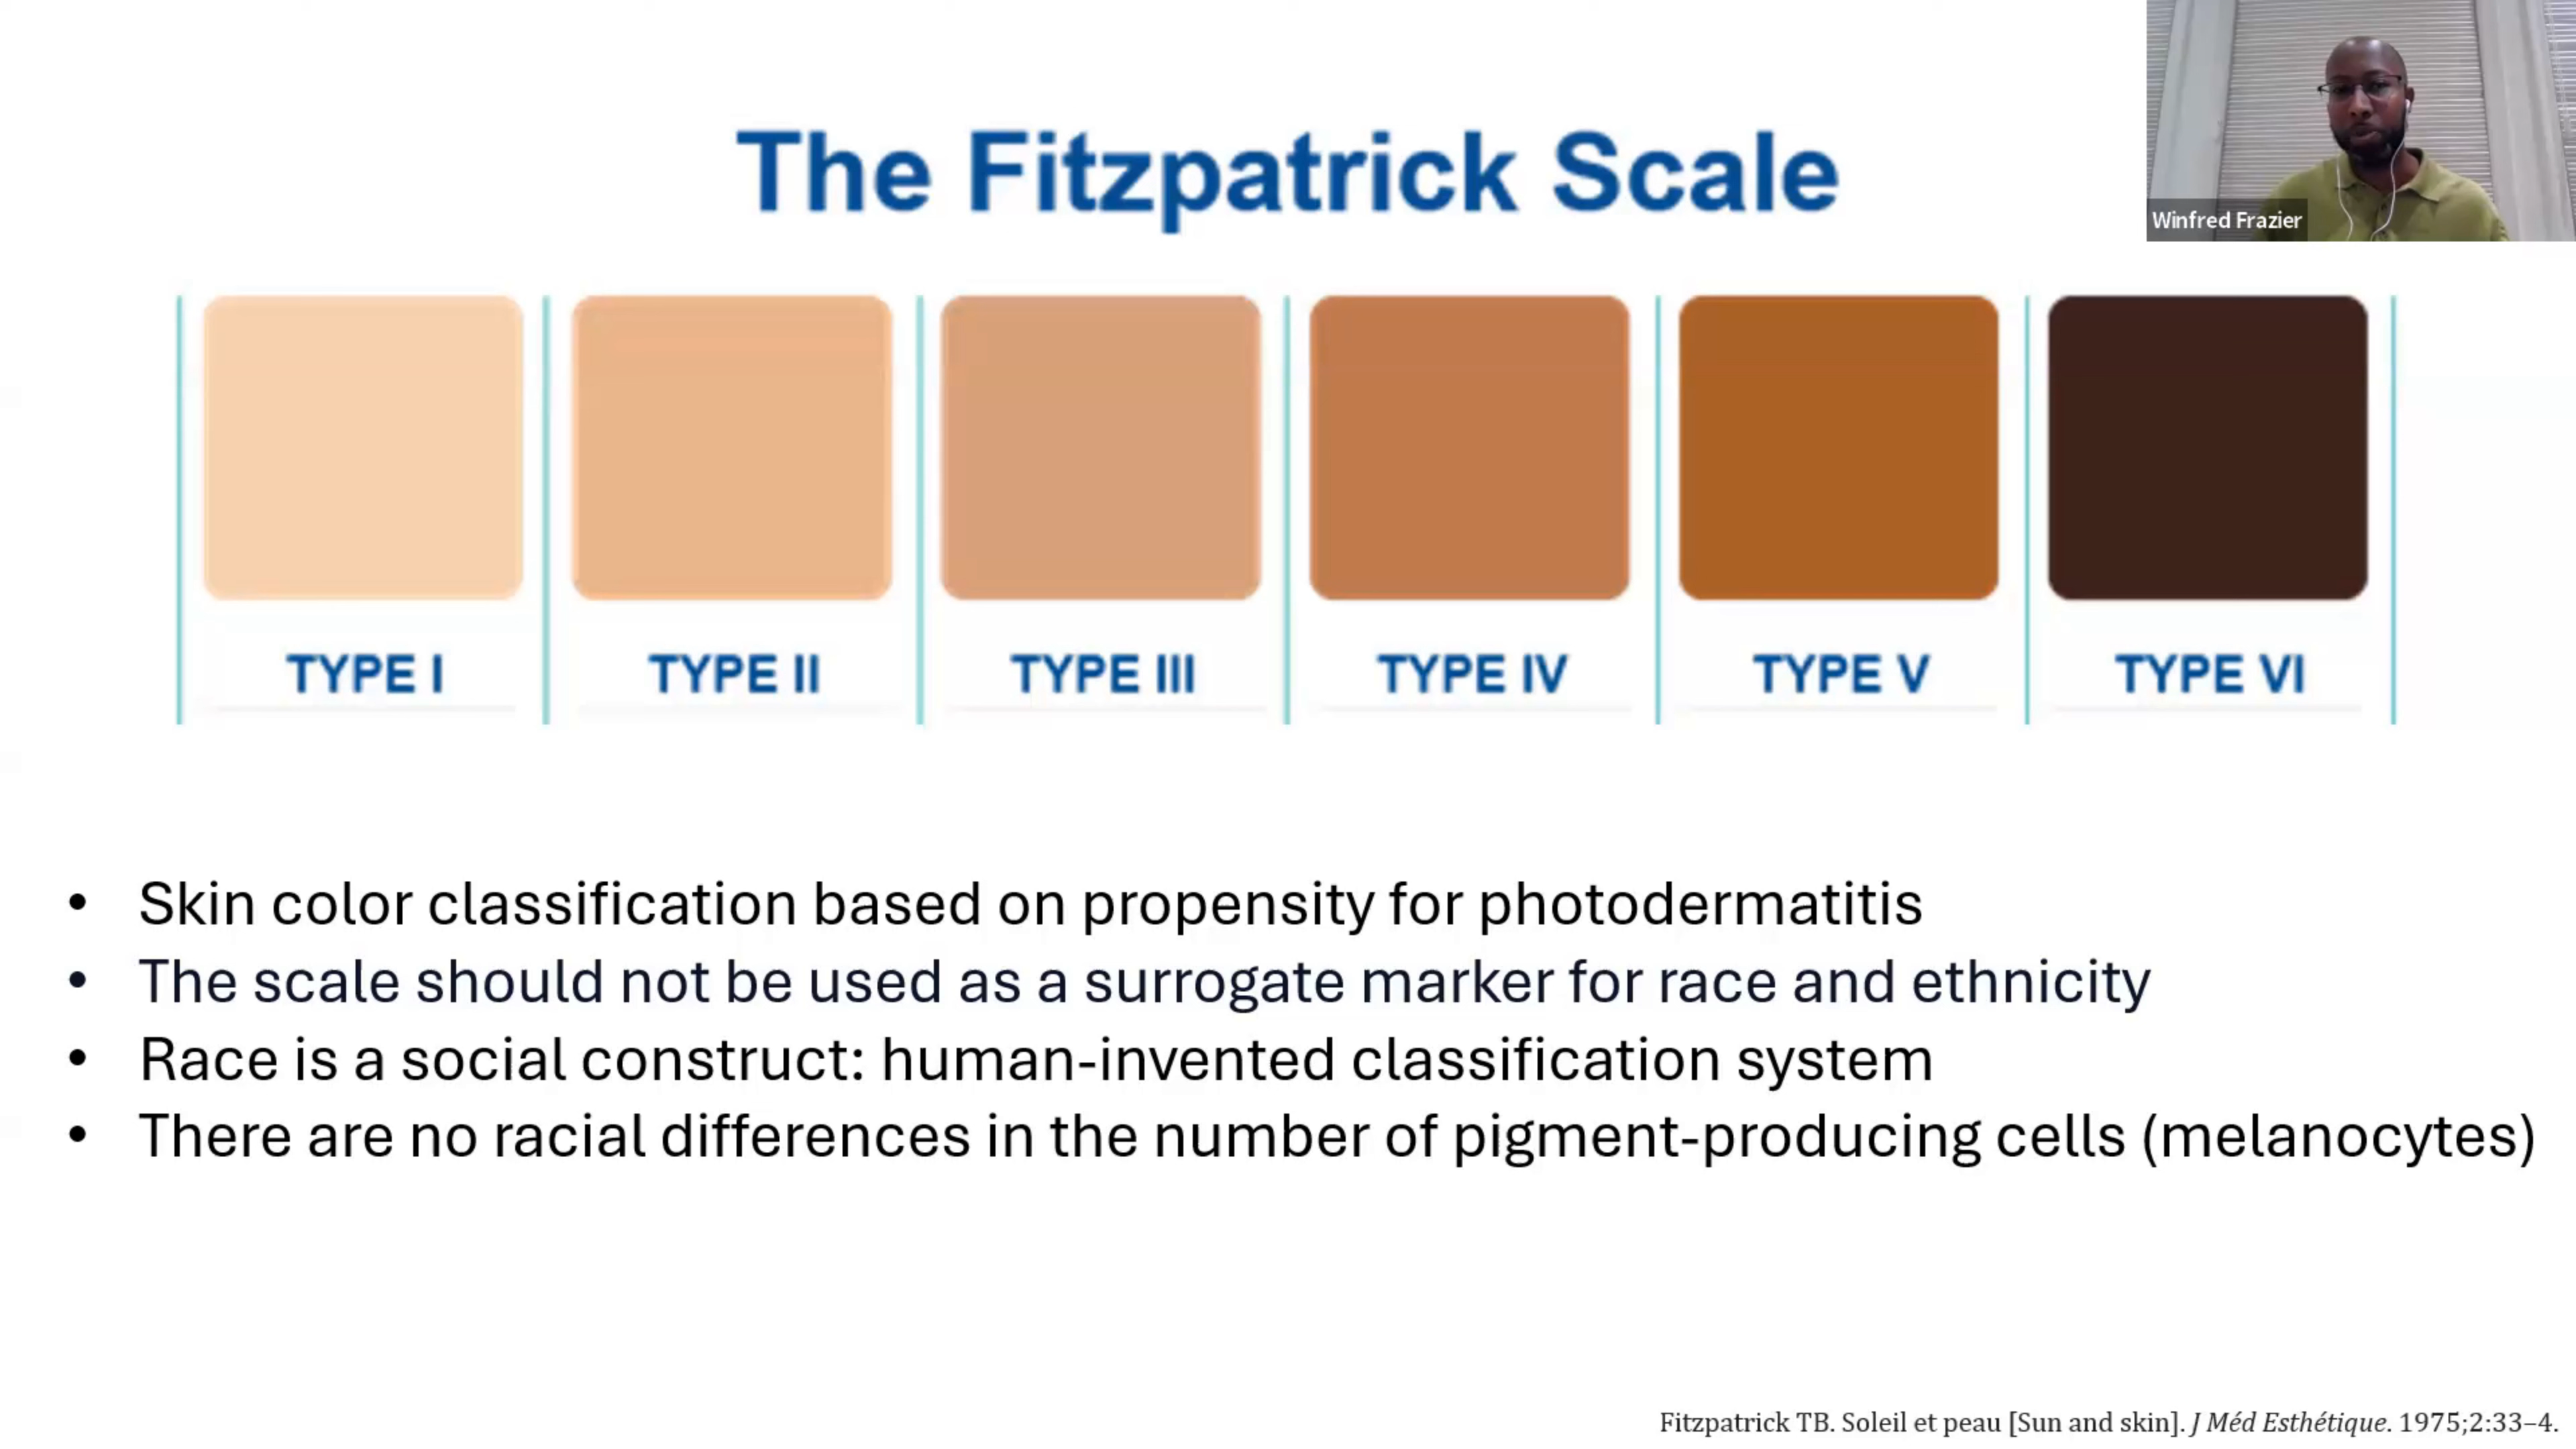 The Fitzpatrick Scale
Winfred Frazier
TYPE I
TYPE II
TYPE III
TYPE IV
TYPE V
TYPE VI
• Skin color classification based on propensity for photodermatitis
• The scale should not be used as a surrogate marker for race and ethnicity
• Race is a social construct: human-invented classification system
• There are no racial differences in the number of pigment-producing cells (melanocytes)
Fitzpatrick TB. Soleil et peau [Sun and skin]. J Méd Esthétique. 1975;2:33–4.